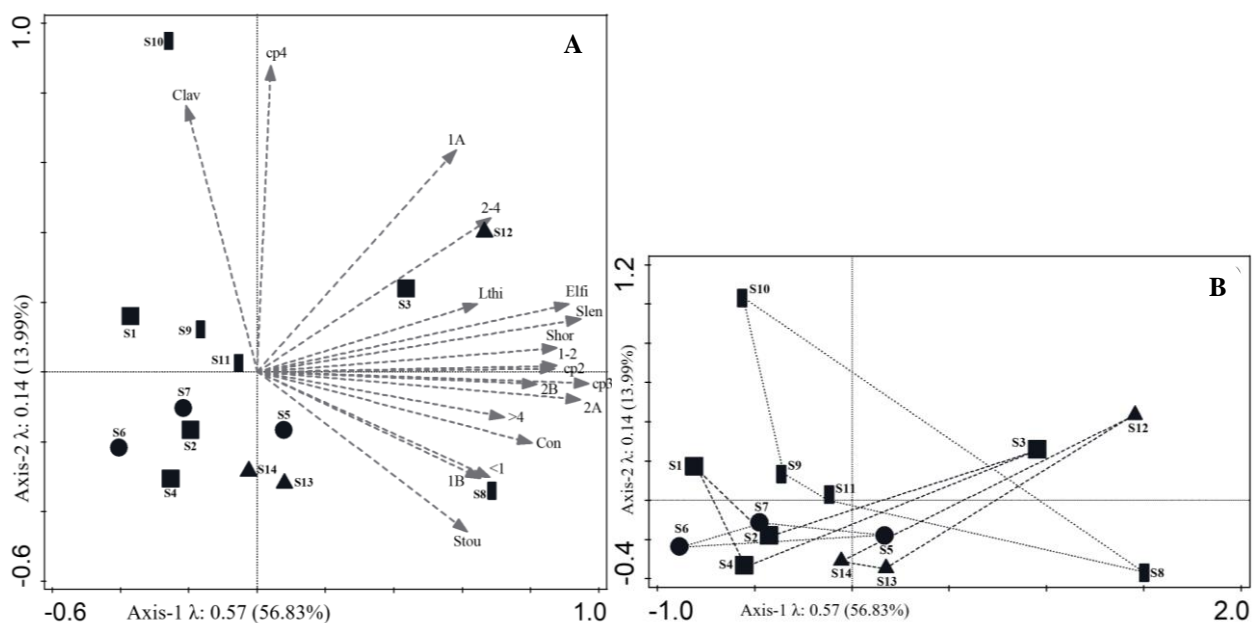 A
1.0
S10
cp4
Clav
1A
2-4
S12
S3
Lthi
Elfi
Slen
S1
S9
Shor
S11
1-2
cp2
cp3
2B
2A
S7
>4
S5
S6
S2
Con
S14
<1
S4
S13
1B
S8
Stou
-0.6
Axis-2 λ: 0.14 (13.99%)
-0.6
Axis-1 λ: 0.57 (56.83%)
1.0
B
1.2
S10
S12
S3
S1
S9
S11
S7
S6
S2
S5
S4
S14
S13
S8
-0.4
Axis-2 λ: 0.14 (13.99%)
-1.0
Axis-1 λ: 0.57 (56.83%)
2.0